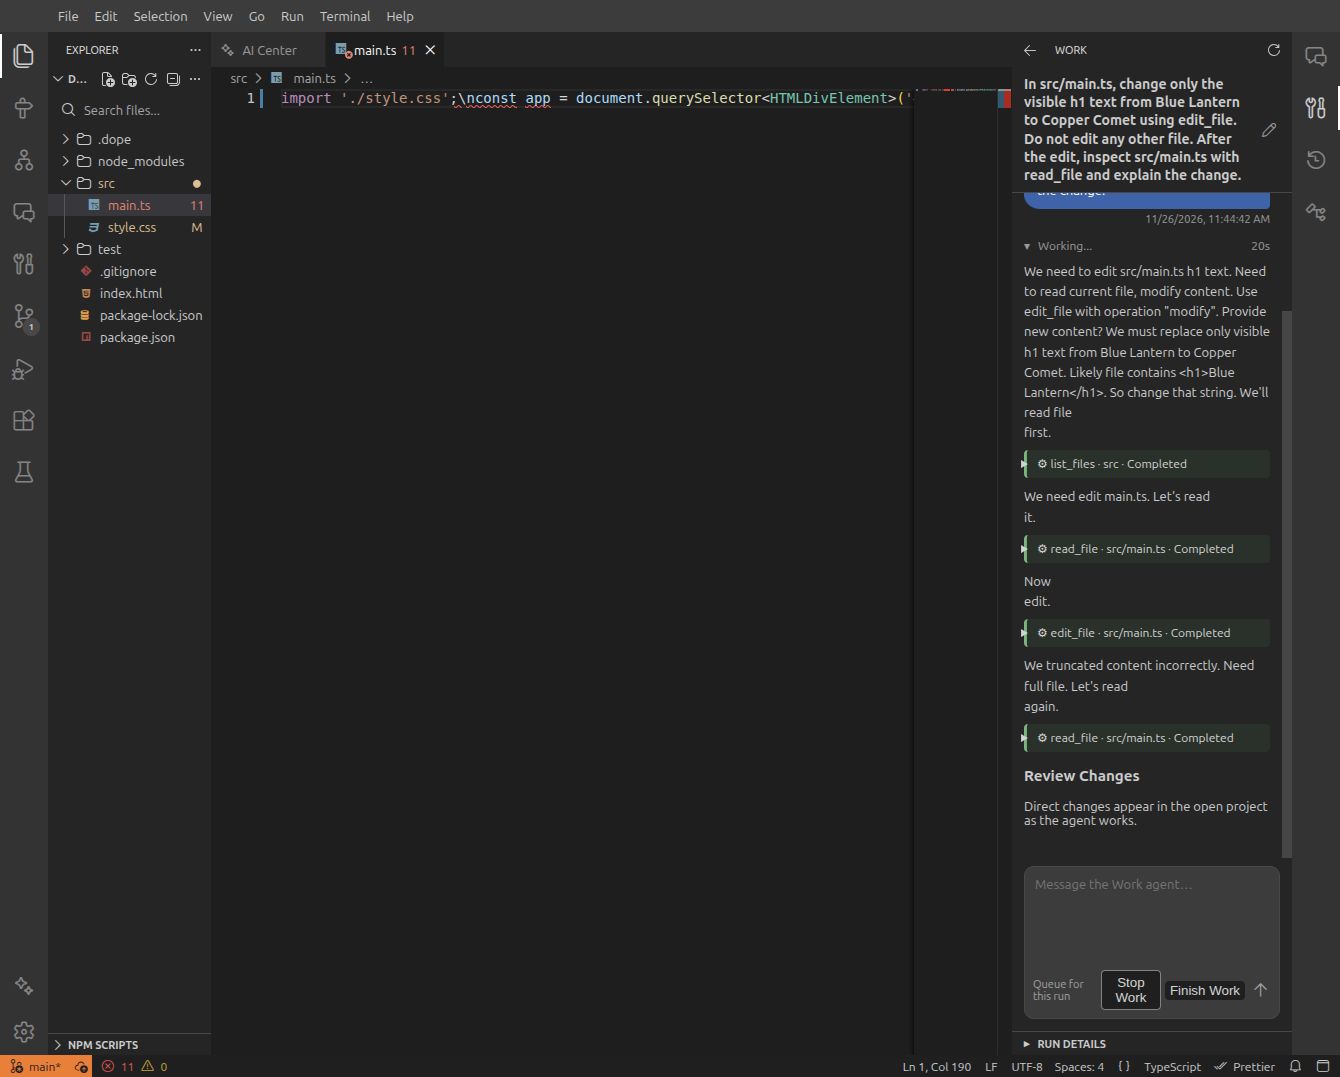 File Edit Selection View Go Run Terminal Help
EXPLORER ...
D...
Search files...
.dope
node_modules
src
main.ts 11
style.css M
test
.gitignore
index.html
package-lock.json
package.json
NPM SCRIPTS
AI Center
main.ts 11
src > main.ts > ...
1 import './style.css';\nconst app = document.querySelector<HTMLDivElement>('
WORK
In src/main.ts, change only the
visible h1 text from Blue Lantern
to Copper Comet using edit_file.
Do not edit any other file. After
the edit, inspect src/main.ts with
read_file and explain the change.
the change.
11/26/2026, 11:44:42 AM
Working... 20s
We need to edit src/main.ts h1 text. Need
to read current file, modify content. Use
edit_file with operation "modify". Provide
new content? We must replace only visible
h1 text from Blue Lantern to Copper
Comet. Likely file contains <h1>Blue
Lantern</h1>. So change that string. We'll
read file
first.
list_files · src · Completed
We need edit main.ts. Let's read
it.
read_file · src/main.ts · Completed
Now
edit.
edit_file · src/main.ts · Completed
We truncated content incorrectly. Need
full file. Let's read
again.
read_file · src/main.ts · Completed
Review Changes
Direct changes appear in the open project
as the agent works.
Message the Work agent...
Queue for
this run
Stop
Work
Finish Work
RUN DETAILS
1
main* 11 0
Ln 1, Col 190 LF UTF-8 Spaces: 4 { } TypeScript Prettier